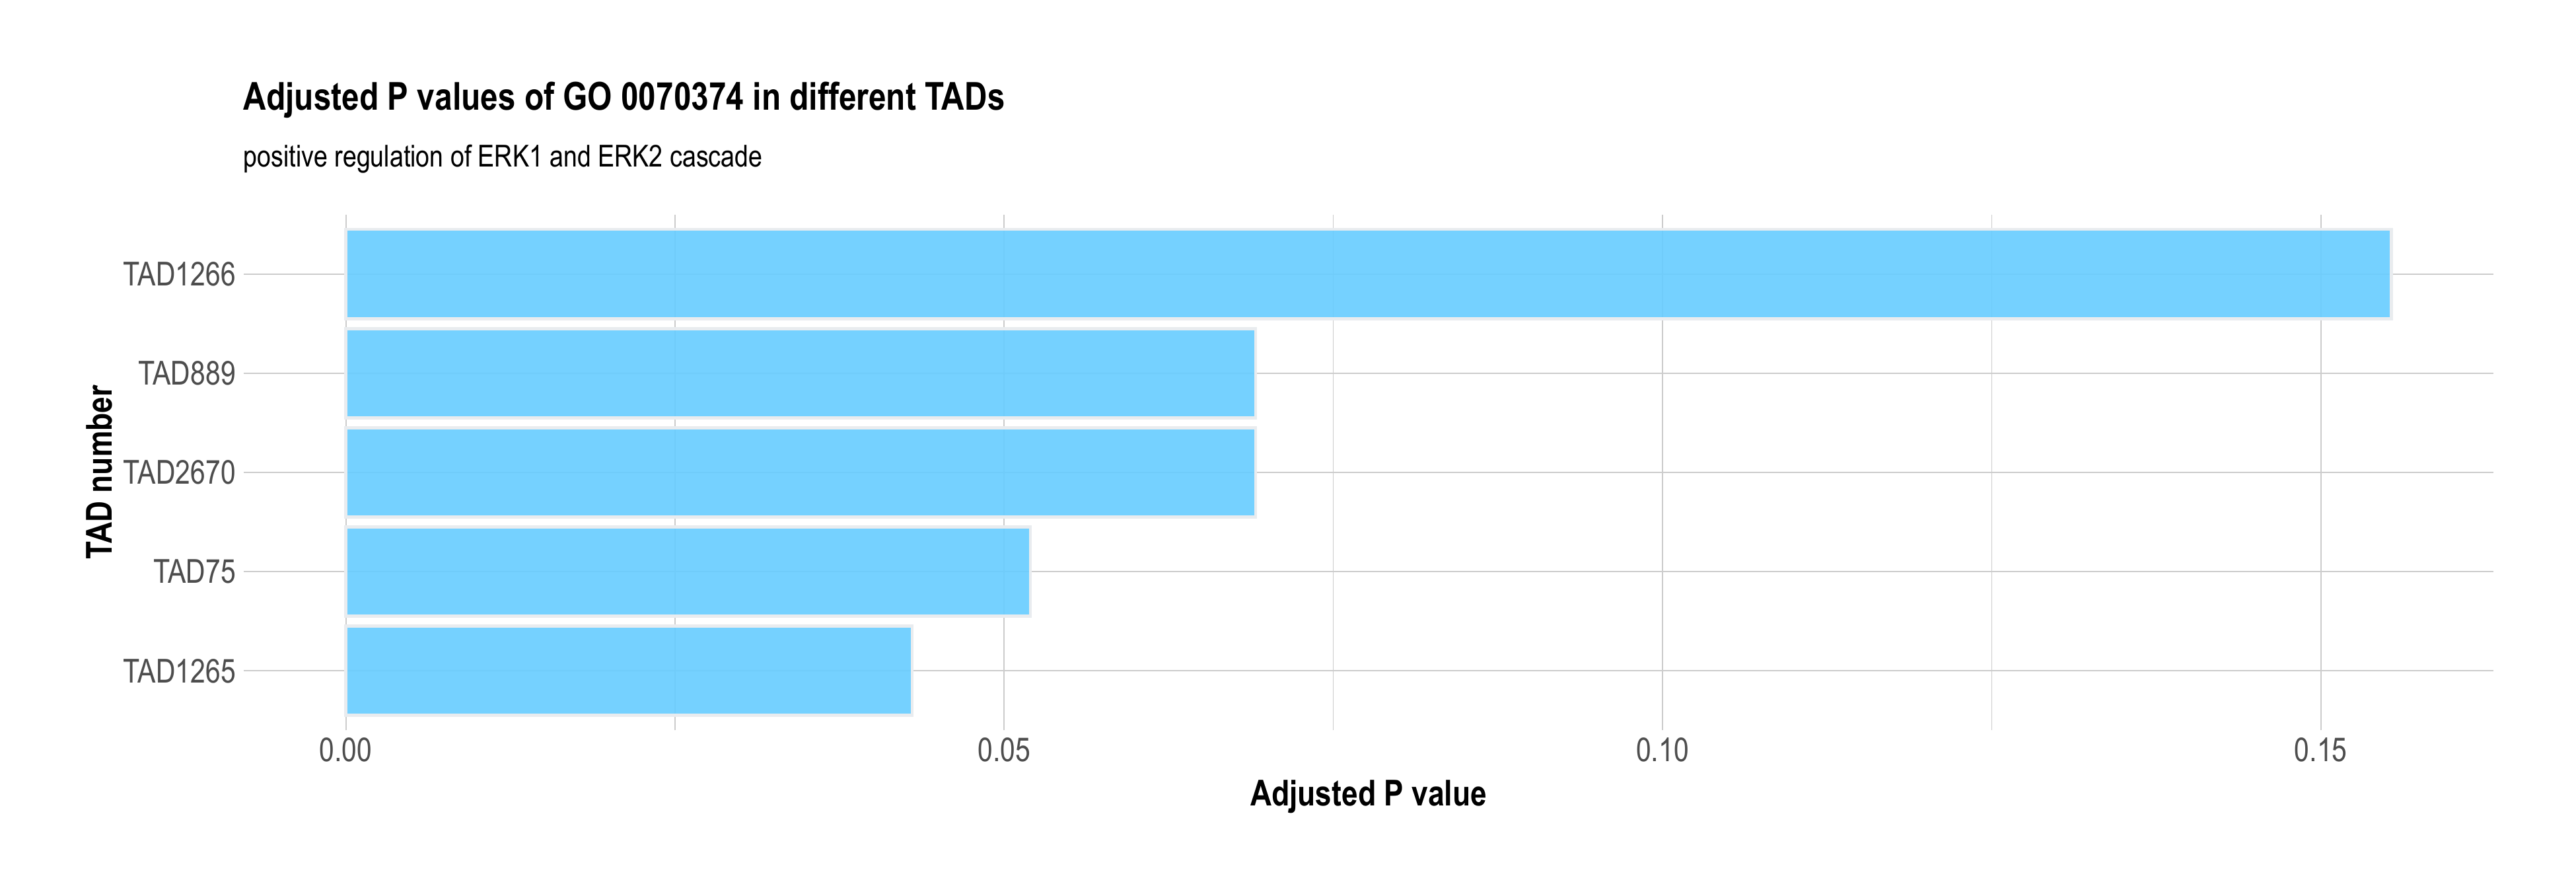 Adjusted P values of GO 0070374 in different TADs
positive regulation of ERK1 and ERK2 cascade
TAD number
TAD1266
TAD889
TAD2670
TAD75
TAD1265
0.00 0.05 0.10 0.15
Adjusted P value